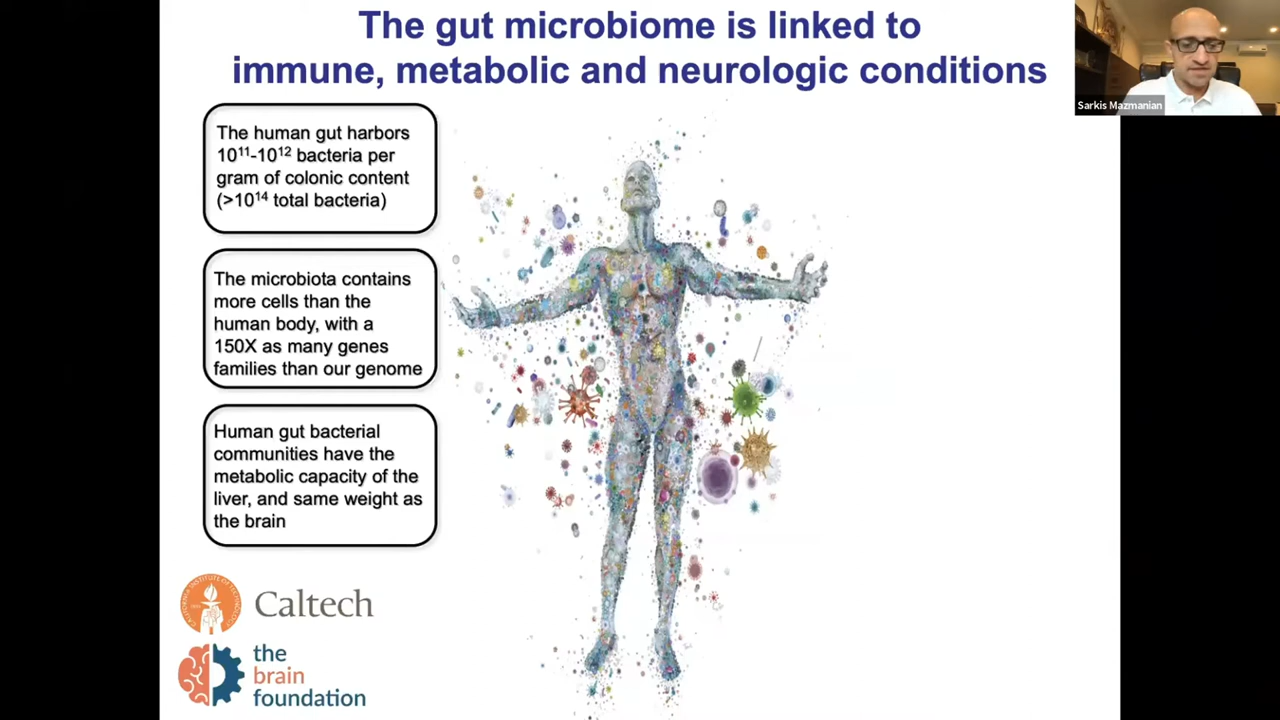 The gut microbiome is linked to
immune, metabolic and neurologic conditions
Sarkis Mazmanian
The human gut harbors
10¹¹-10¹² bacteria per
gram of colonic content
(>10¹⁴ total bacteria)
The microbiota contains
more cells than the
human body, with a
150X as many genes
families than our genome
Human gut bacterial
communities have the
metabolic capacity of the
liver, and same weight as
the brain
Caltech
the
brain
foundation